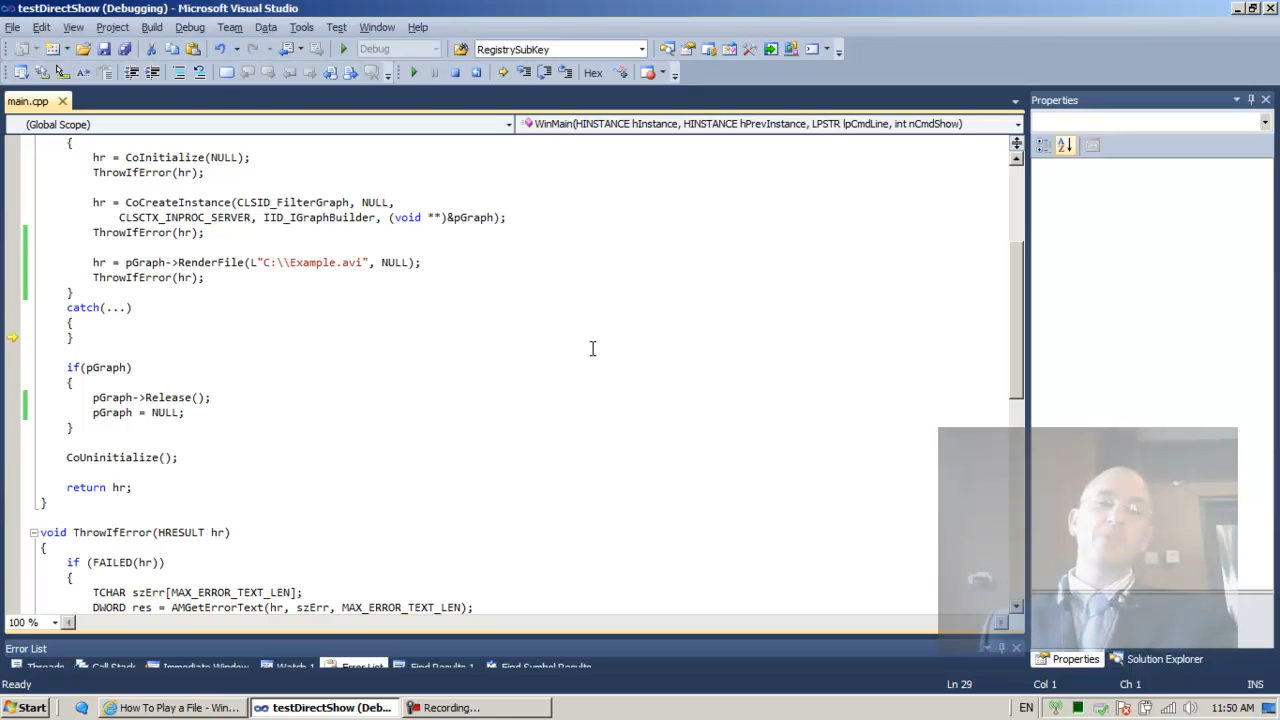 testDirectShow (Debugging) - Microsoft Visual Studio
File Edit View Project Build Debug Team Data Tools Test Window Help
Debug RegistrySubKey
Hex
main.cpp Properties
(Global Scope) WinMain(HINSTANCE hInstance, HINSTANCE hPrevInstance, LPSTR lpCmdLine, int nCmdShow)
{
hr = CoInitialize(NULL);
ThrowIfError(hr);
hr = CoCreateInstance(CLSID_FilterGraph, NULL,
CLSCTX_INPROC_SERVER, IID_IGraphBuilder, (void **)&pGraph);
ThrowIfError(hr);
hr = pGraph->RenderFile(L"C:\\Example.avi", NULL);
ThrowIfError(hr);
}
catch(...)
{
}
if(pGraph)
{
pGraph->Release();
pGraph = NULL;
}
CoUninitialize();
return hr;
}
void ThrowIfError(HRESULT hr)
{
if (FAILED(hr))
{
TCHAR szErr[MAX_ERROR_TEXT_LEN];
DWORD res = AMGetErrorText(hr, szErr, MAX_ERROR_TEXT_LEN);
100 %
Error List
Threads Call Stack Immediate Window Watch 1 Error List Find Results 1 Find Symbol Results Properties Solution Explorer
Ready Ln 29 Col 1 Ch 1 INS
Start How To Play a File - Win... testDirectShow (Deb... Recording... EN 11:50 AM